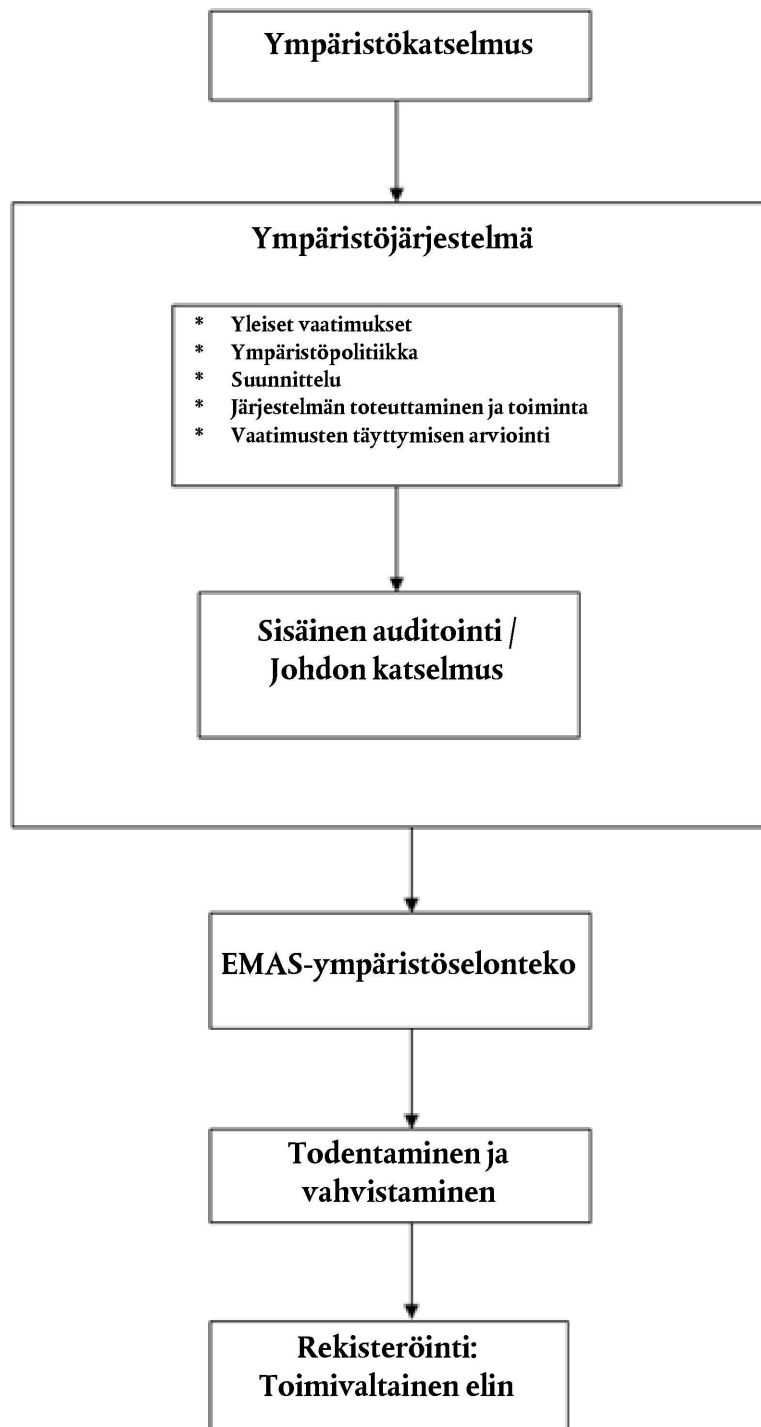 Ympäristökatselmus
Ympäristöjärjestelmä
* Yleiset vaatimukset
* Ympäristöpolitiikka
* Suunnittelu
* Järjestelmän toteuttaminen ja toiminta
* Vaatimusten täyttymisen arviointi
Sisäinen auditointi /
Johdon katselmus
EMAS-ympäristöselonteko
Todentaminen ja
vahvistaminen
Rekisteröinti:
Toimivaltainen elin